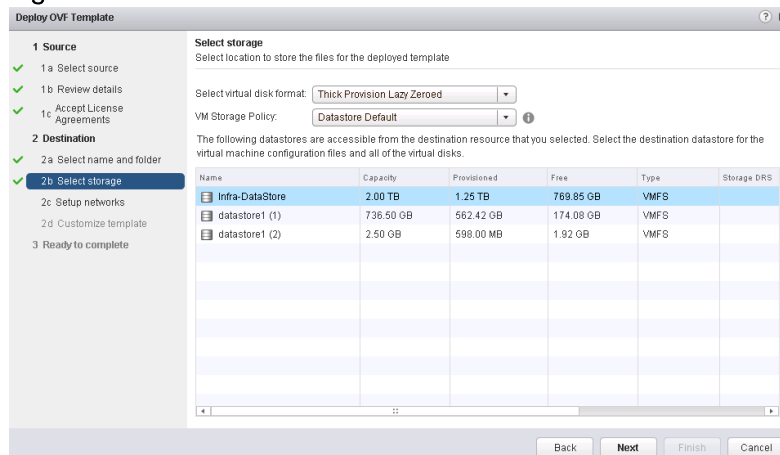 Deploy OVF Template
?
1 Source
1a Select source
1b Review details
1c Accept License
Agreements
2 Destination
2a Select name and folder
2b Select storage
2c Setup networks
2d Customize template
3 Ready to complete
Select storage
Select location to store the files for the deployed template
Select virtual disk format: Thick Provision Lazy Zeroed
VM Storage Policy: Datastore Default
The following datastores are accessible from the destination resource that you selected. Select the destination datastore for the
virtual machine configuration files and all of the virtual disks.
Name Capacity Provisioned Free Type Storage DRS
Infra-DataStore 2.00 TB 1.25 TB 769.85 GB VMFS
datastore1 (1) 736.50 GB 562.42 GB 174.08 GB VMFS
datastore1 (2) 2.50 GB 598.00 MB 1.92 GB VMFS
Back Next Finish Cancel